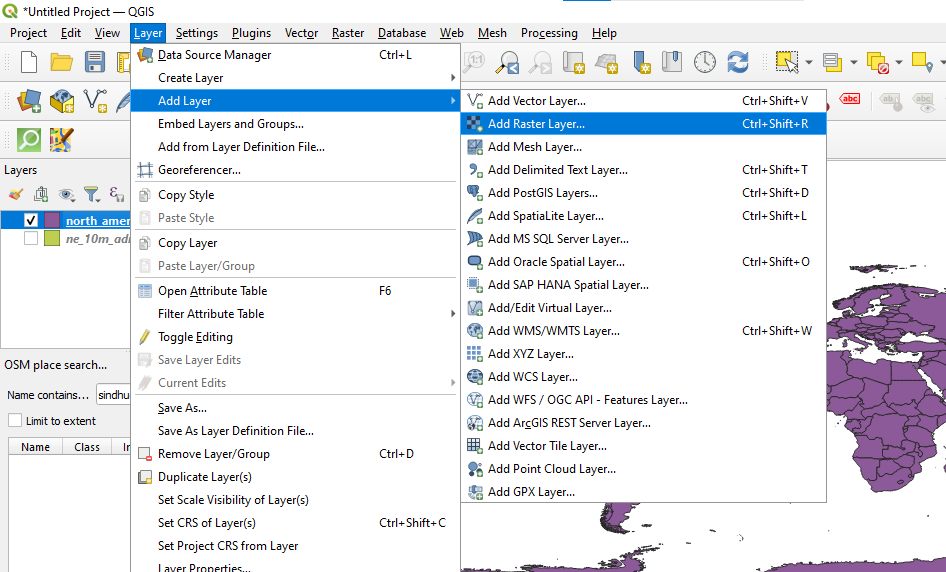 *Untitled Project — QGIS
Project Edit View Layer Settings Plugins Vector Raster Database Web Mesh Processing Help
Data Source Manager Ctrl+L
Create Layer
Add Layer
Embed Layers and Groups...
Add from Layer Definition File...
Georeferencer...
Copy Style
Paste Style
Copy Layer
Paste Layer/Group
Open Attribute Table F6
Filter Attribute Table
Toggle Editing
Save Layer Edits
Current Edits
Save As...
Save As Layer Definition File...
Remove Layer/Group Ctrl+D
Duplicate Layer(s)
Set Scale Visibility of Layer(s)
Set CRS of Layer(s) Ctrl+Shift+C
Set Project CRS from Layer
Layer Properties...
Add Vector Layer... Ctrl+Shift+V
Add Raster Layer... Ctrl+Shift+R
Add Mesh Layer...
Add Delimited Text Layer... Ctrl+Shift+T
Add PostGIS Layers... Ctrl+Shift+D
Add SpatiaLite Layer... Ctrl+Shift+L
Add MS SQL Server Layer...
Add Oracle Spatial Layer... Ctrl+Shift+O
Add SAP HANA Spatial Layer...
Add/Edit Virtual Layer...
Add WMS/WMTS Layer... Ctrl+Shift+W
Add XYZ Layer...
Add WCS Layer...
Add WFS / OGC API - Features Layer...
Add ArcGIS REST Server Layer...
Add Vector Tile Layer...
Add Point Cloud Layer...
Add GPX Layer...
1:1
abc
ab
abc
Layers
north amer
ne_10m_adı
OSM place search...
Name contains... sindhu
Limit to extent
Name Class Iı